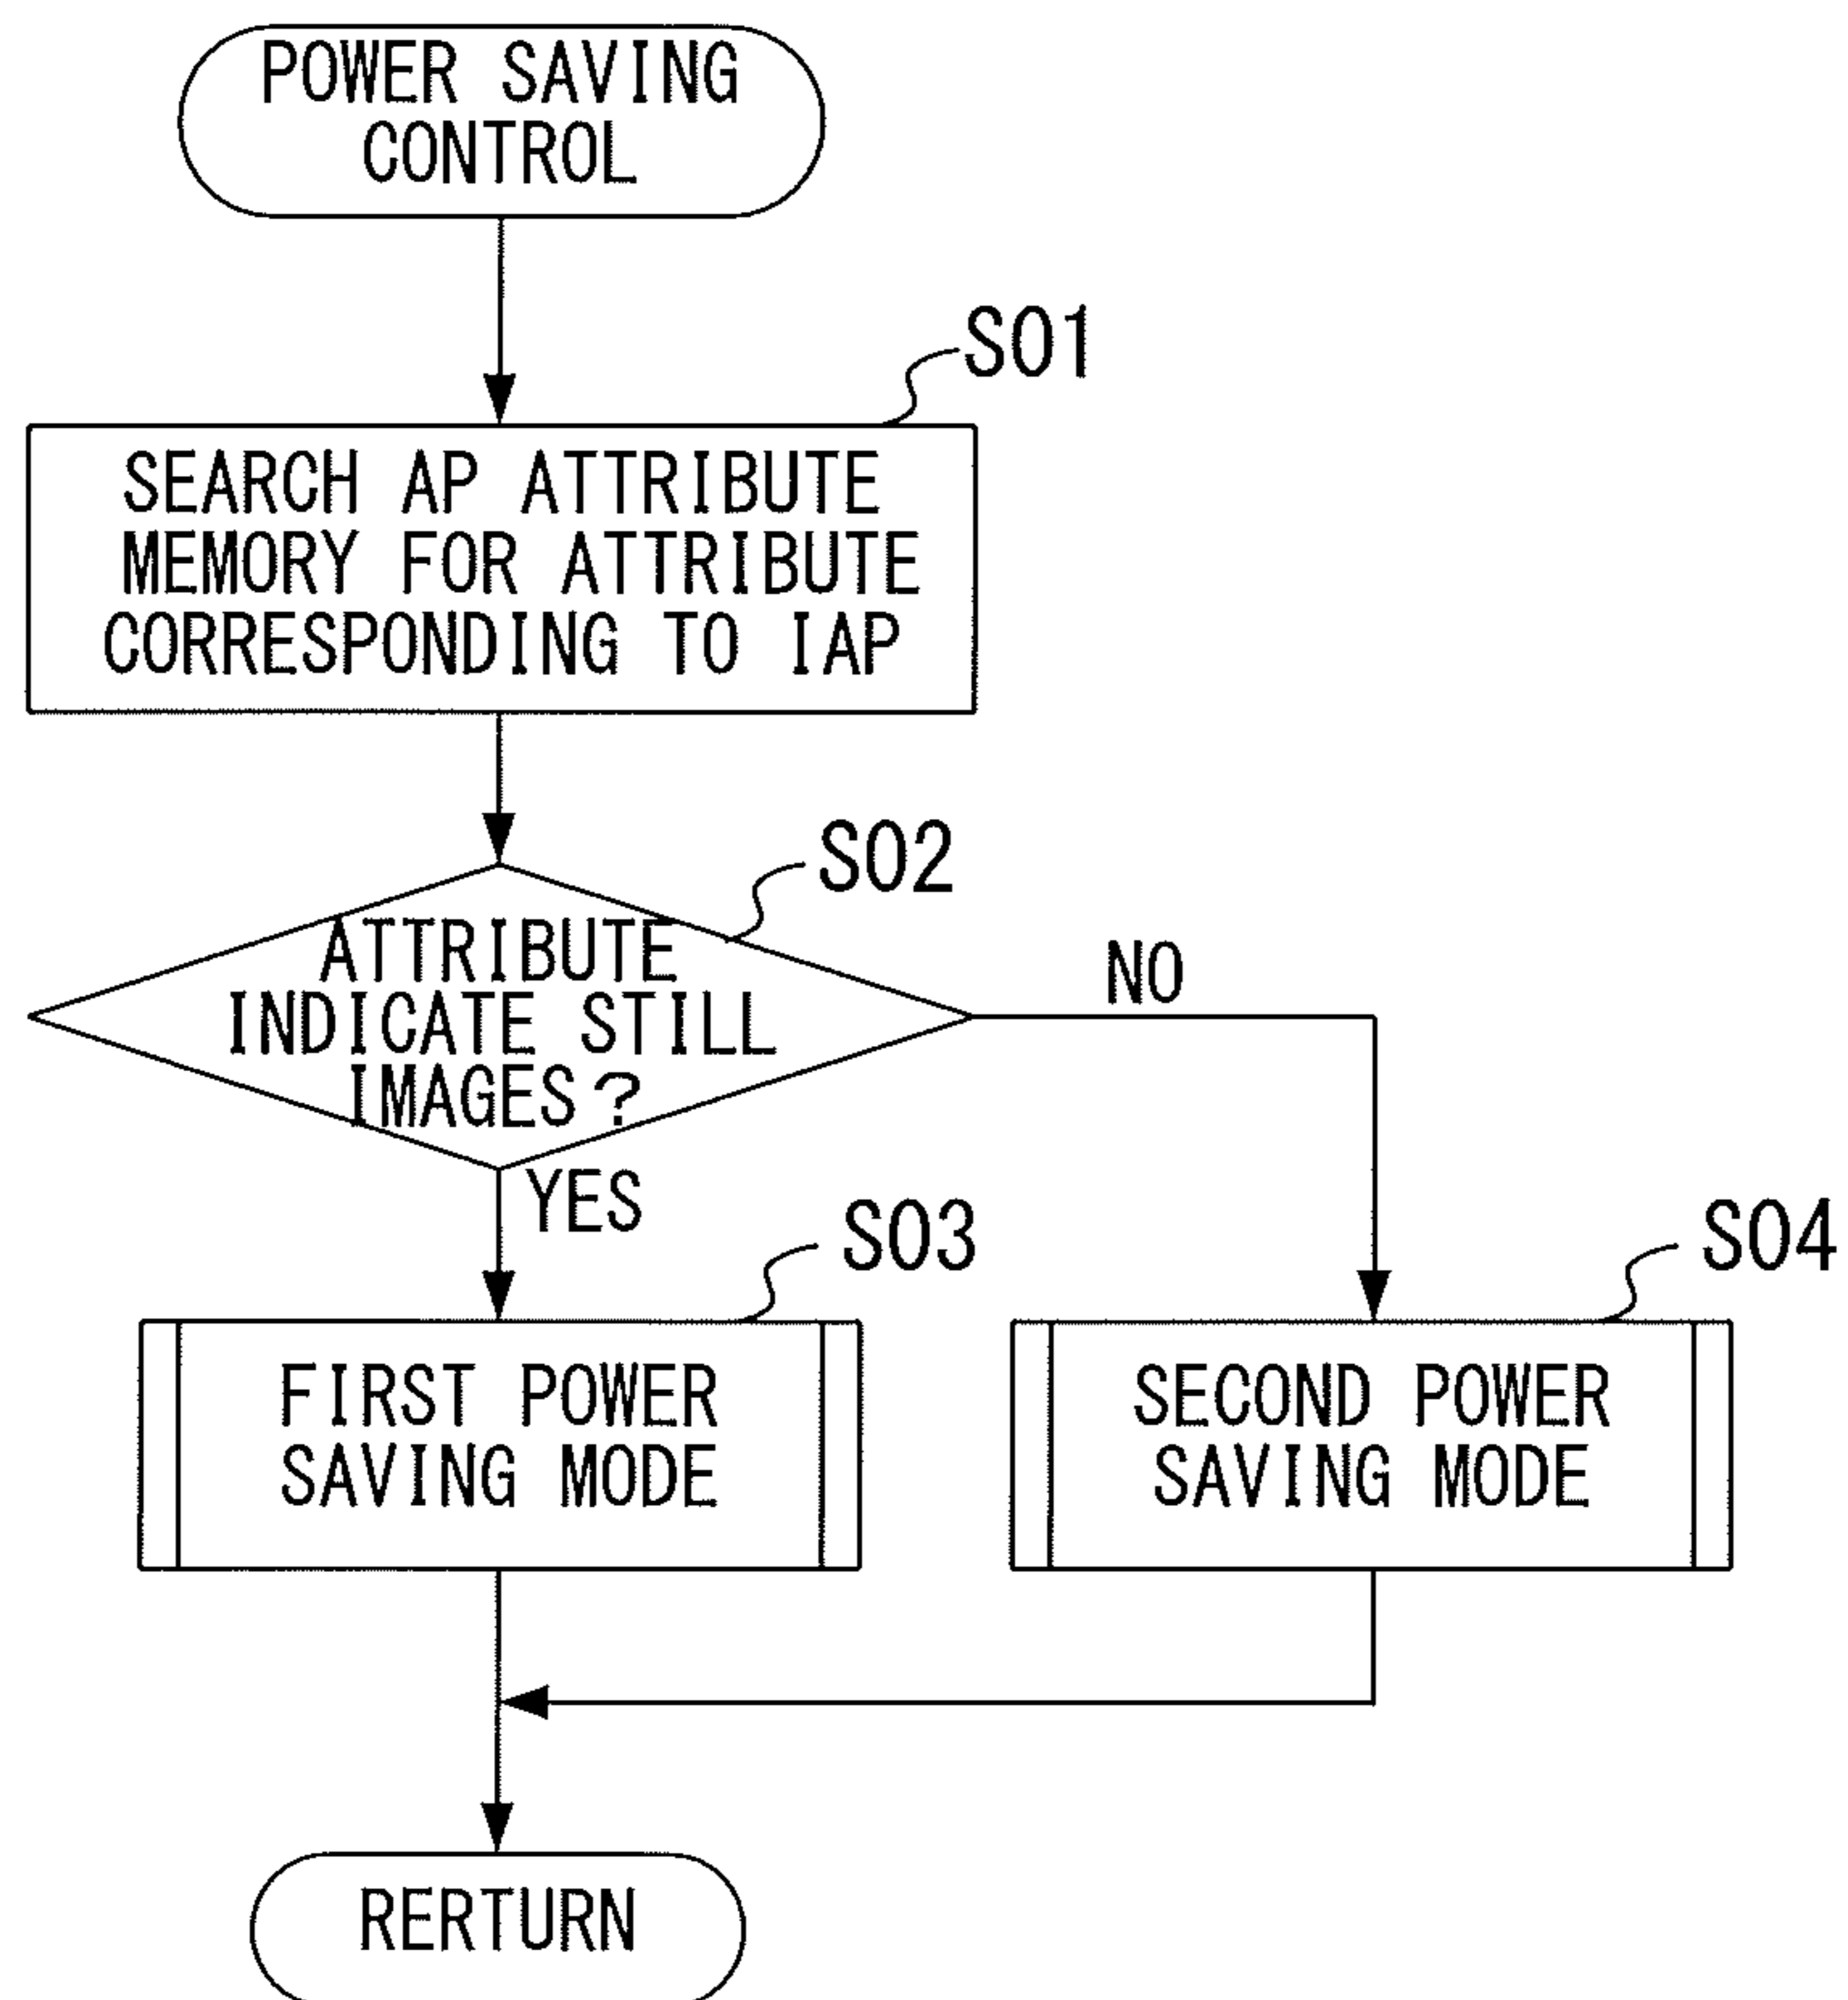 POWER SAVING
CONTROL
S01
SEARCH AP ATTRIBUTE
MEMORY FOR ATTRIBUTE
CORRESPONDING TO IAP
S02
ATTRIBUTE
INDICATE STILL
IMAGES?
NO
YES
S03
FIRST POWER
SAVING MODE
S04
SECOND POWER
SAVING MODE
RERTURN